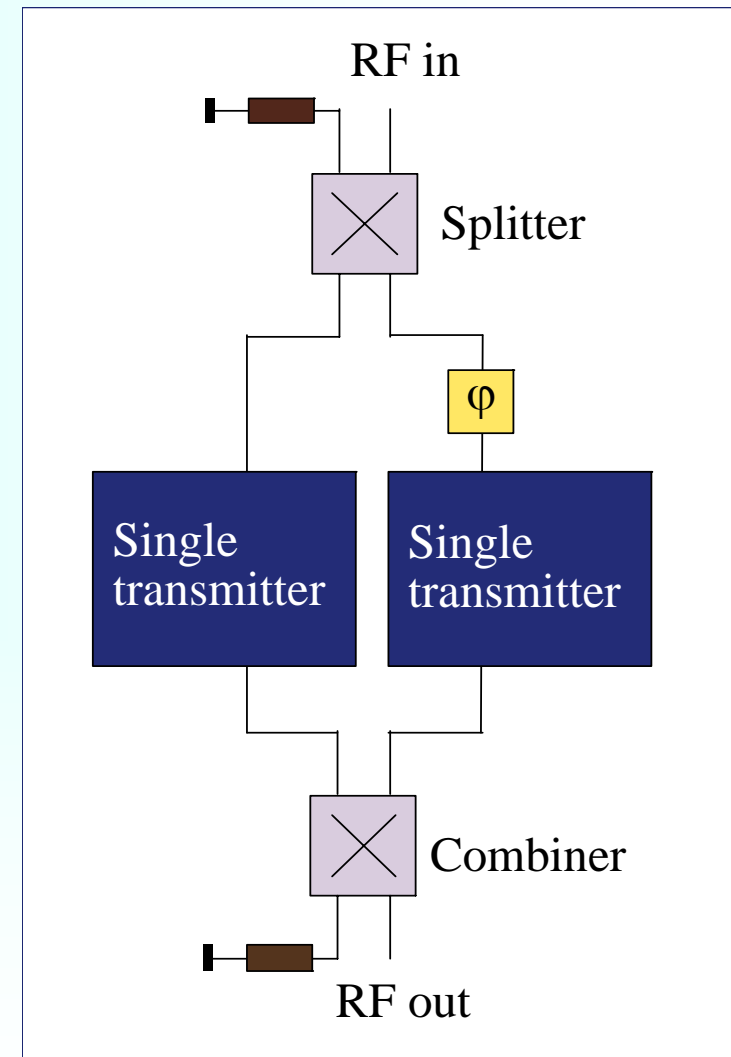 RF in
Splitter
φ
Single
transmitter
Single
transmitter
Combiner
RF out